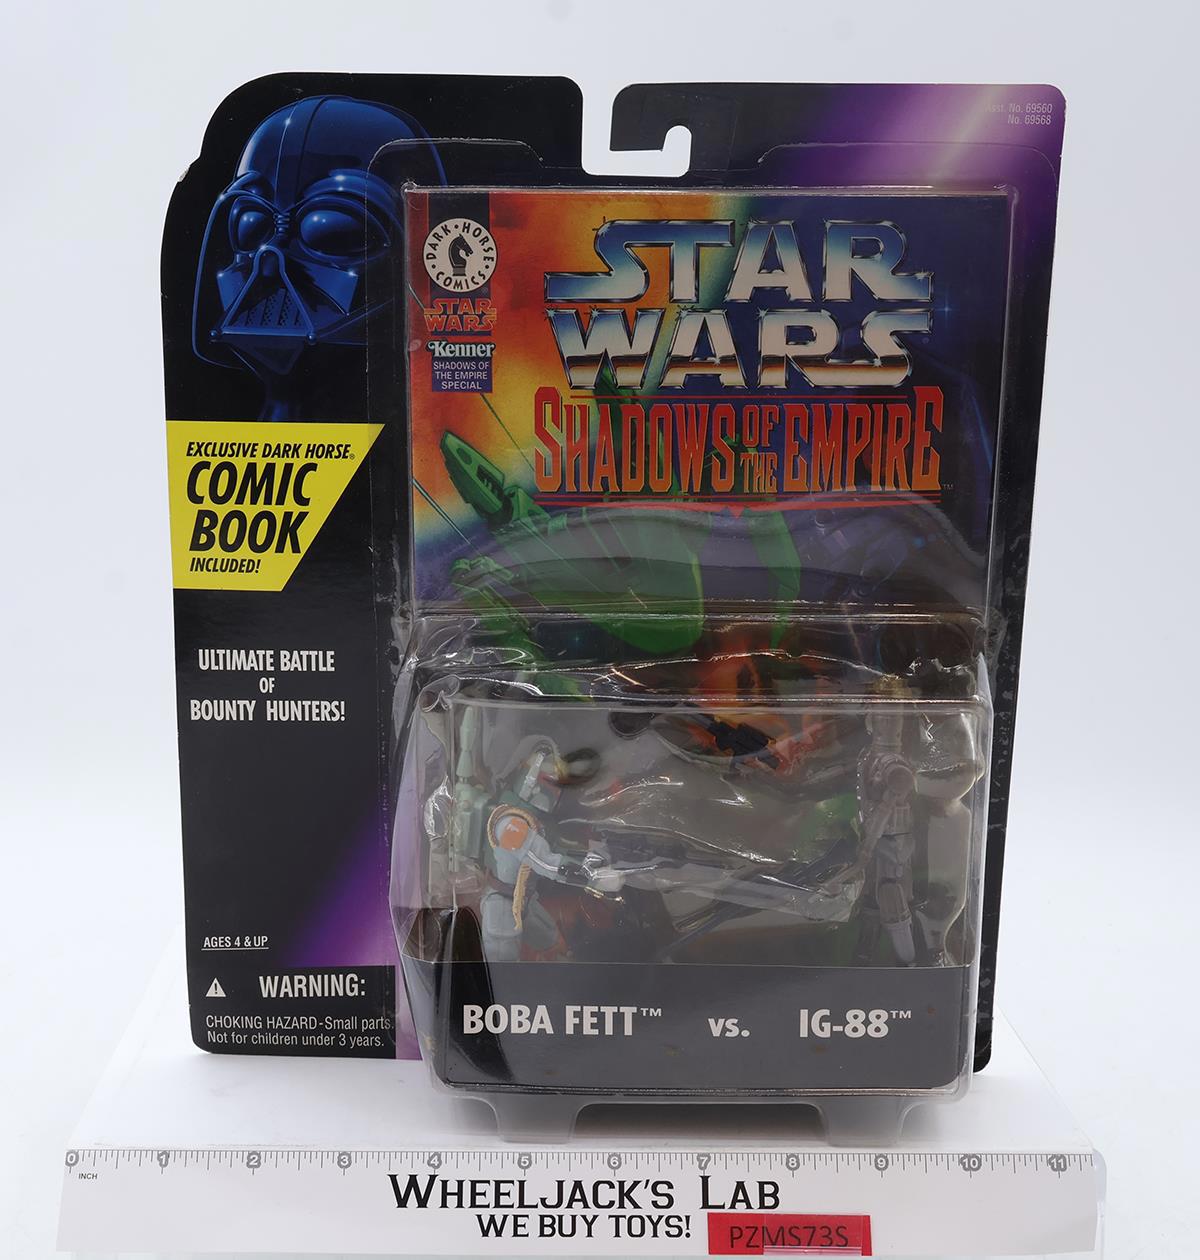 Asst. No. 69560
No. 69568
DARK HORSE COMICS
STAR WARS
Kenner
SHADOWS OF
THE EMPIRE
SPECIAL
STAR
WARS
SHADOWS OF THE EMPIRE™
EXCLUSIVE DARK HORSE®
COMIC
BOOK
INCLUDED!
ULTIMATE BATTLE
OF
BOUNTY HUNTERS!
AGES 4 & UP
WARNING:
CHOKING HAZARD-Small parts.
Not for children under 3 years.
BOBA FETT™ vs. IG-88™
0 1 2 3 4 5 6 7 8 9 10 11
INCH
WHEELJACK'S LAB
WE BUY TOYS!
PZMS73S